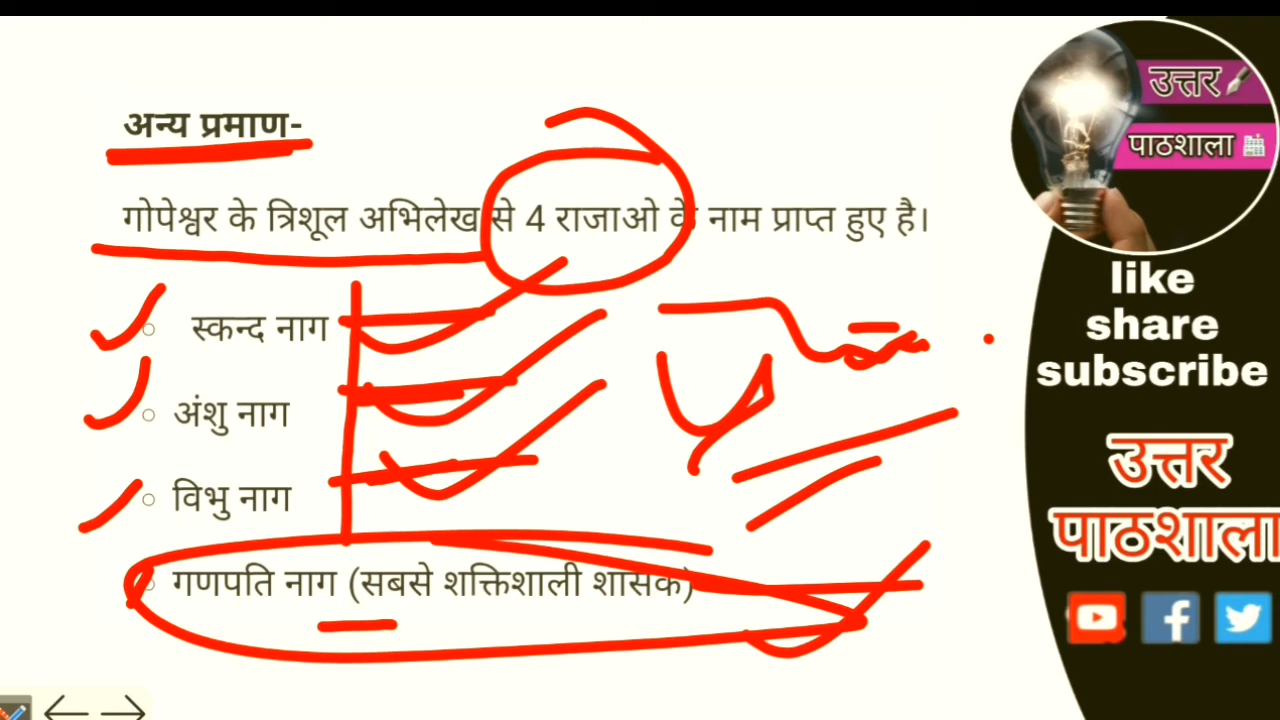 अन्य प्रमाण-
गोपेश्वर के त्रिशूल अभिलेख से 4 राजाओ के नाम प्राप्त हुए है।
स्कन्द नाग
अंशु नाग
विभु नाग
गणपति नाग (सबसे शक्तिशाली शासक)
उत्तर
पाठशाला
like
share
subscribe
उत्तर
पाठशाला